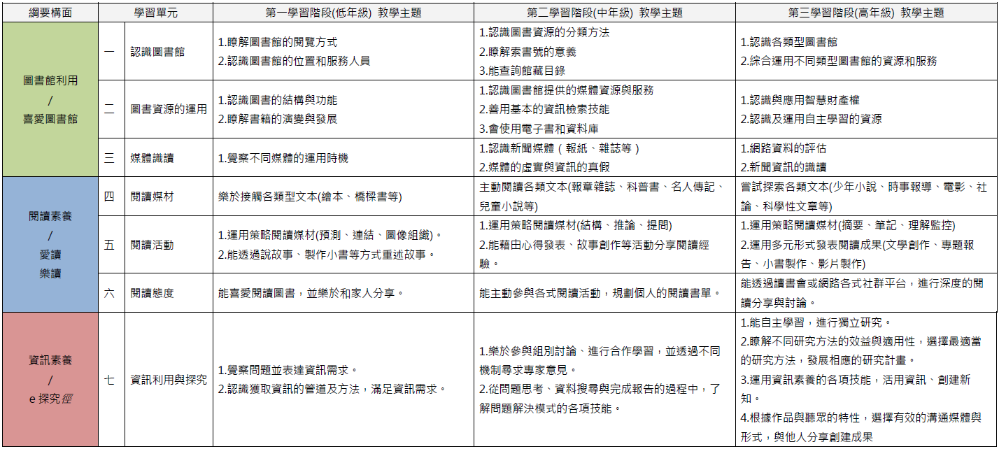 綱要構面 學習單元 第一學習階段(低年級) 教學主題 第二學習階段(中年級) 教學主題 第三學習階段(高年級) 教學主題
圖書館利用
/
喜愛圖書館
一 認識圖書館
1.瞭解圖書館的閱覽方式
2.認識圖書館的位置和服務人員
1.認識圖書資源的分類方法
2.瞭解索書號的意義
3.能查詢館藏目錄
1.認識各類型圖書館
2.綜合運用不同類型圖書館的資源和服務
二 圖書資源的運用
1.認識圖書的結構與功能
2.瞭解書籍的演變與發展
1.認識圖書館提供的媒體資源與服務
2.善用基本的資訊檢索技能
3.會使用電子書和資料庫
1.認識與應用智慧財產權
2.認識及運用自主學習的資源
三 媒體識讀
1.覺察不同媒體的運用時機
1.認識新聞媒體（報紙、雜誌等）
2.媒體的虛實與資訊的真假
1.網路資料的評估
2.新聞資訊的識讀
閱讀素養
/
愛讀
樂讀
四 閱讀媒材
樂於接觸各類型文本(繪本、橋樑書等)
主動閱讀各類文本(報章雜誌、科普書、名人傳記、
兒童小說等)
嘗試探索各類文本(少年小說、時事報導、電影、社
論、科學性文章等)
五 閱讀活動
1.運用策略閱讀媒材(預測、連結、圖像組織)。
2.能透過說故事、製作小書等方式重述故事。
1.運用策略閱讀媒材(結構、推論、提問)
2.能藉由心得發表、故事創作等活動分享閱讀經
驗。
1.運用策略閱讀媒材(摘要、筆記、理解監控)
2.運用多元形式發表閱讀成果(文學創作、專題報
告、小書製作、影片製作)
六 閱讀態度
能喜愛閱讀圖書，並樂於和家人分享。
能主動參與各式閱讀活動，規劃個人的閱讀書單。
能透過讀書會或網路各式社群平台，進行深度的閱
讀分享與討論。
資訊素養
/
e 探究徑
七 資訊利用與探究
1.覺察問題並表達資訊需求。
2.認識獲取資訊的管道及方法，滿足資訊需求。
1.樂於參與組別討論、進行合作學習，並透過不同
機制尋求專家意見。
2.從問題思考、資料搜尋與完成報告的過程中，了
解問題解決模式的各項技能。
1.能自主學習，進行獨立研究。
2.瞭解不同研究方法的效益與適用性，選擇最適當
的研究方法，發展相應的研究計畫。
3.運用資訊素養的各項技能，活用資訊、創建新
知。
4.根據作品與聽眾的特性，選擇有效的溝通媒體與
形式，與他人分享創建成果